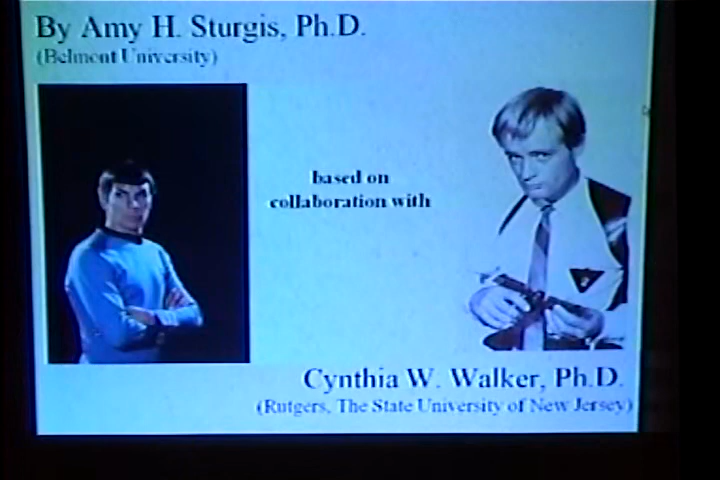 By Amy H. Sturgis, Ph.D.
(Belmont University)
based on
collaboration with
Cynthia W. Walker, Ph.D.
(Rutgers, The State University of New Jersey)